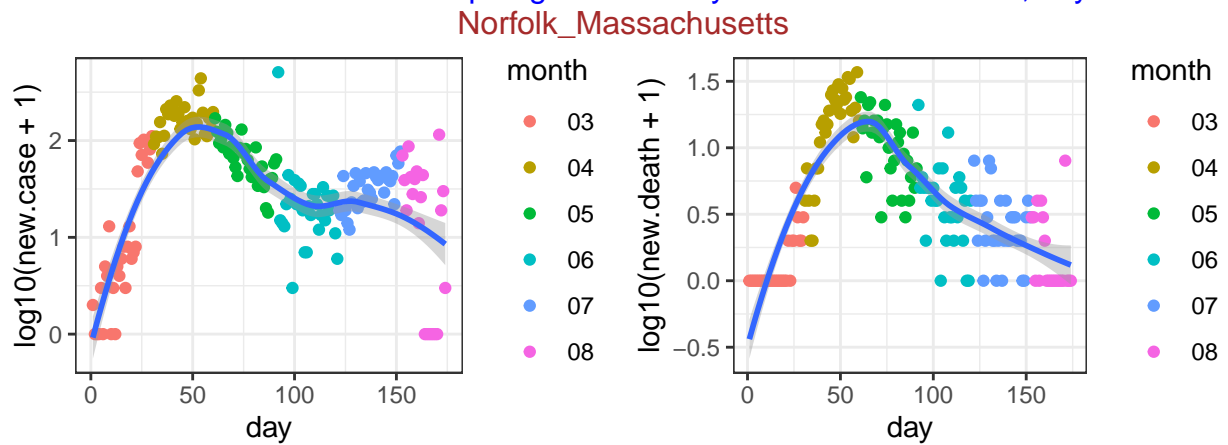 Norfolk_Massachusetts
log10(new.case + 1)
2
1
0
0 50 100 150
day
month
03
04
05
06
07
08
log10(new.death + 1)
1.5
1.0
0.5
0.0
−0.5
0 50 100 150
day
month
03
04
05
06
07
08